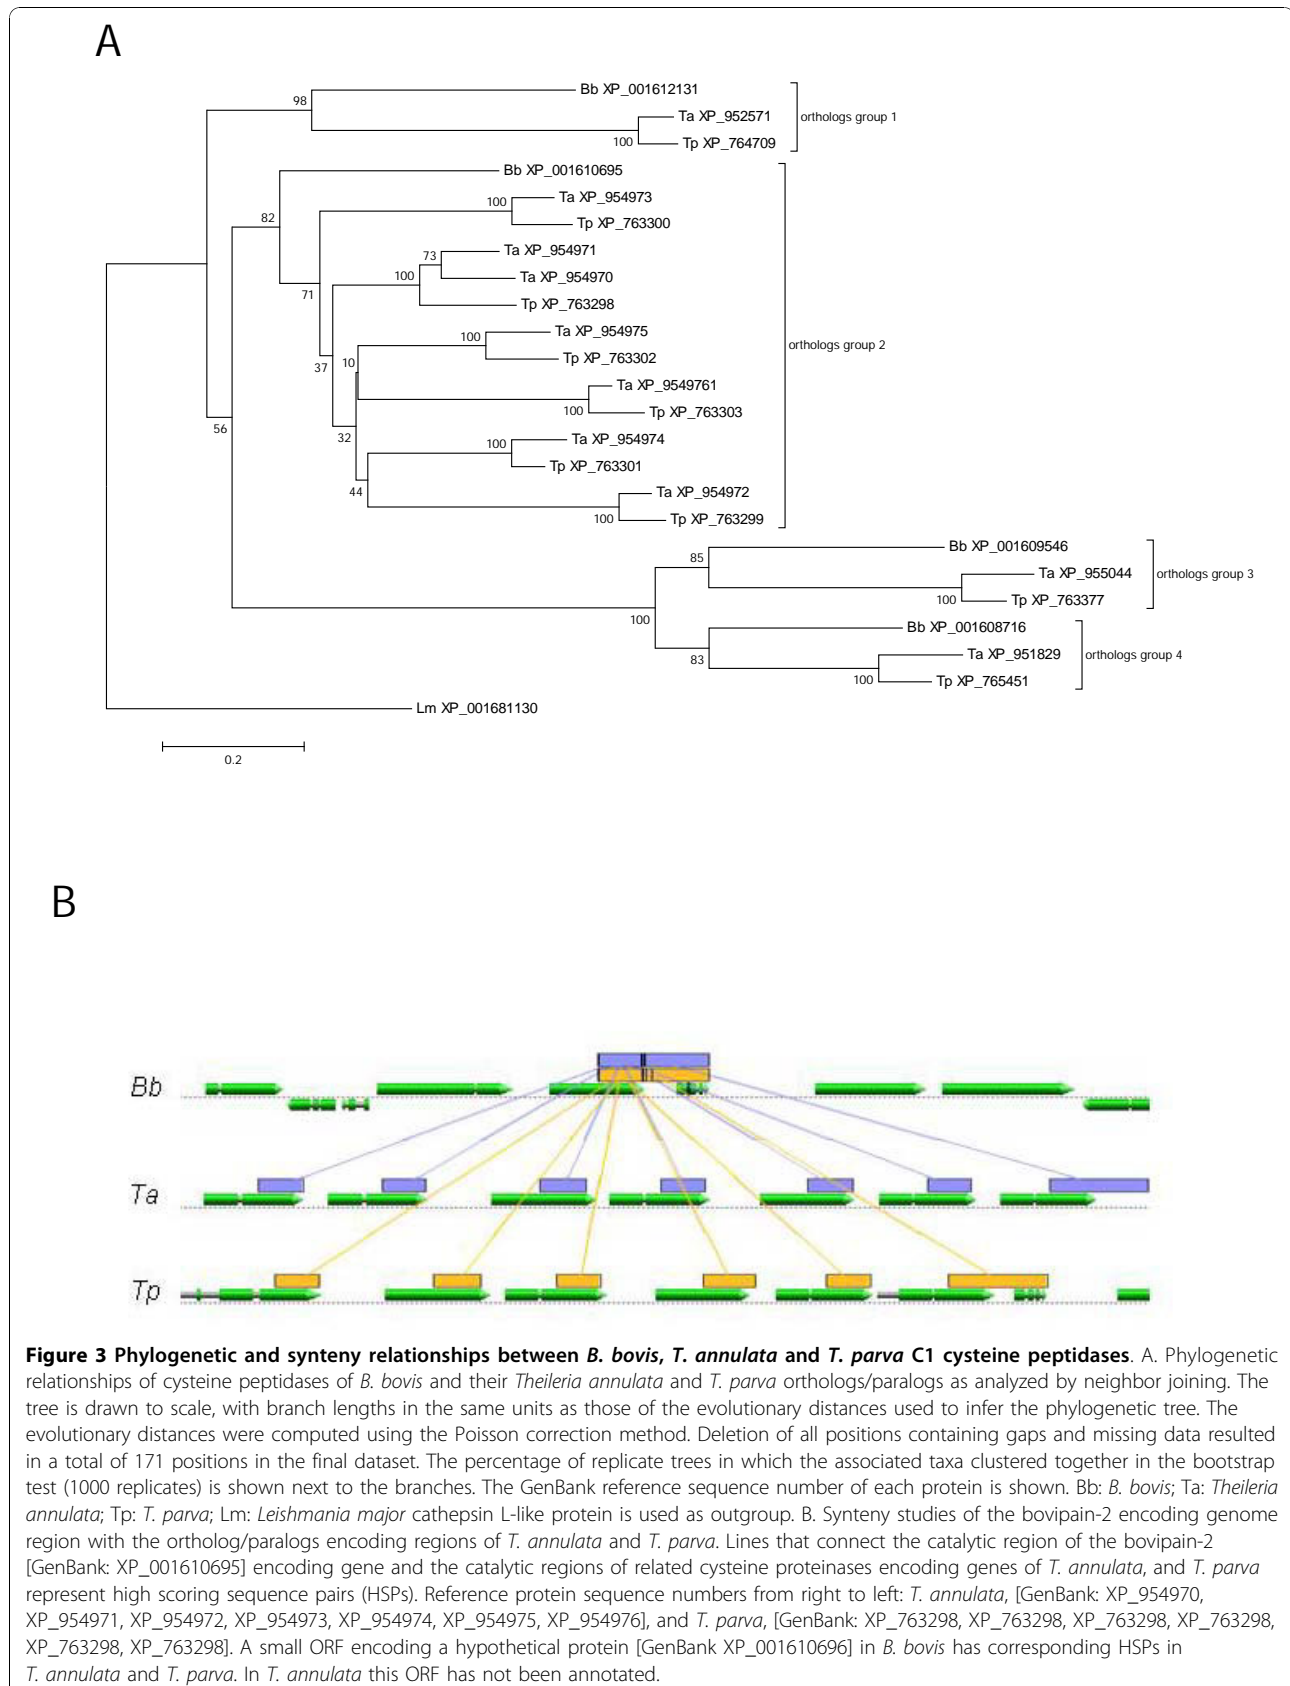 A
98
Bb XP_001612131
Ta XP_952571
100
Tp XP_764709
orthologs group 1
Bb XP_001610695
82
100
Ta XP_954973
Tp XP_763300
71
73
Ta XP_954971
100
Ta XP_954970
Tp XP_763298
37
100
Ta XP_954975
10
Tp XP_763302
orthologs group 2
Ta XP_9549761
100
Tp XP_763303
56
32
100
Ta XP_954974
Tp XP_763301
44
Ta XP_954972
100
Tp XP_763299
Bb XP_001609546
85
Ta XP_955044
100
Tp XP_763377
orthologs group 3
100
Bb XP_001608716
83
Ta XP_951829
100
Tp XP_765451
orthologs group 4
Lm XP_001681130
0.2
B
Bb
Ta
Tp
Figure 3 Phylogenetic and synteny relationships between B. bovis, T. annulata and T. parva C1 cysteine peptidases. A. Phylogenetic
relationships of cysteine peptidases of B. bovis and their Theileria annulata and T. parva orthologs/paralogs as analyzed by neighbor joining. The
tree is drawn to scale, with branch lengths in the same units as those of the evolutionary distances used to infer the phylogenetic tree. The
evolutionary distances were computed using the Poisson correction method. Deletion of all positions containing gaps and missing data resulted
in a total of 171 positions in the final dataset. The percentage of replicate trees in which the associated taxa clustered together in the bootstrap
test (1000 replicates) is shown next to the branches. The GenBank reference sequence number of each protein is shown. Bb: B. bovis; Ta: Theileria
annulata; Tp: T. parva; Lm: Leishmania major cathepsin L-like protein is used as outgroup. B. Synteny studies of the bovipain-2 encoding genome
region with the ortholog/paralogs encoding regions of T. annulata and T. parva. Lines that connect the catalytic region of the bovipain-2
[GenBank: XP_001610695] encoding gene and the catalytic regions of related cysteine proteinases encoding genes of T. annulata, and T. parva
represent high scoring sequence pairs (HSPs). Reference protein sequence numbers from right to left: T. annulata, [GenBank: XP_954970,
XP_954971, XP_954972, XP_954973, XP_954974, XP_954975, XP_954976], and T. parva, [GenBank: XP_763298, XP_763298, XP_763298, XP_763298,
XP_763298, XP_763298]. A small ORF encoding a hypothetical protein [GenBank XP_001610696] in B. bovis has corresponding HSPs in
T. annulata and T. parva. In T. annulata this ORF has not been annotated.